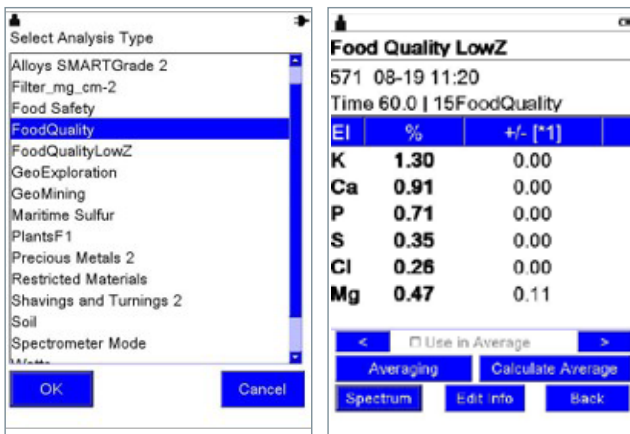 Select Analysis Type
Alloys SMARTGrade 2
Filter_mg_cm-2
Food Safety
FoodQuality
FoodQualityLowZ
GeoExploration
GeoMining
Maritime Sulfur
PlantsF1
Precious Metals 2
Restricted Materials
Shavings and Turnings 2
Soil
Spectrometer Mode
OK Cancel
Food Quality LowZ
571 08-19 11:20
Time 60.0 | 15FoodQuality
El % +/- [*1]
K 1.30 0.00
Ca 0.91 0.00
P 0.71 0.00
S 0.35 0.00
Cl 0.26 0.00
Mg 0.47 0.11
< Use in Average >
Averaging Calculate Average
Spectrum Edit Info Back